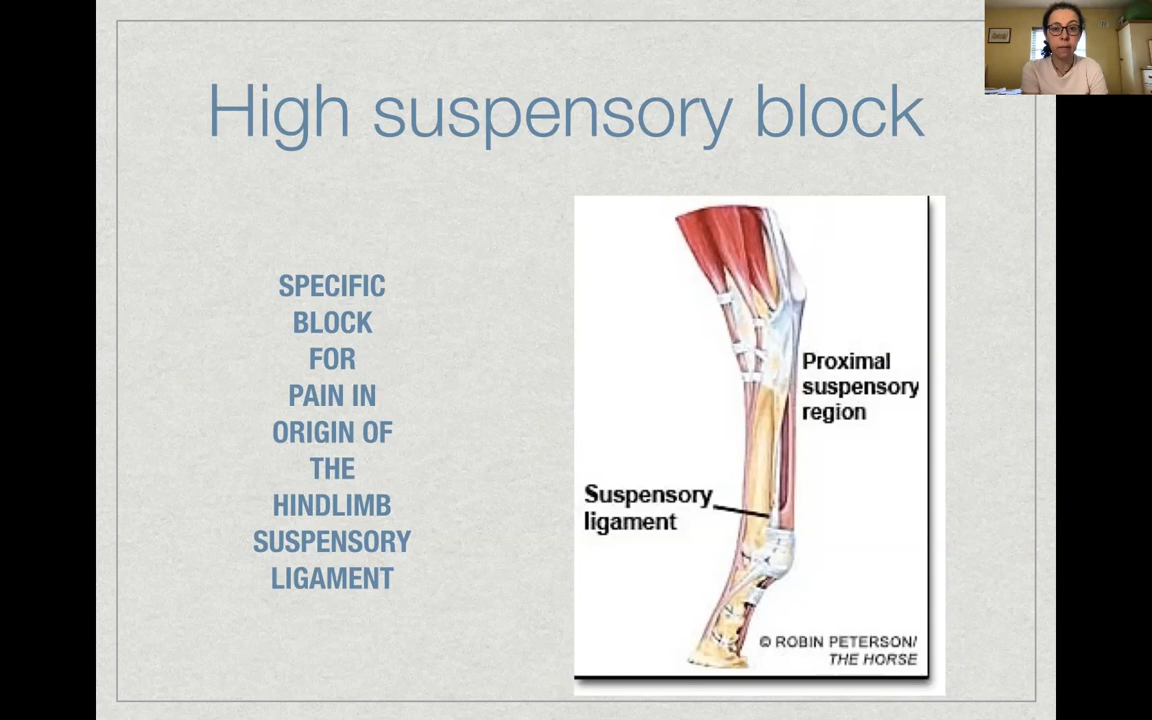 High suspensory block
SPECIFIC
BLOCK
FOR
PAIN IN
ORIGIN OF
THE
HINDLIMB
SUSPENSORY
LIGAMENT
Proximal
suspensory
region
Suspensory
ligament
© ROBIN PETERSON/
THE HORSE